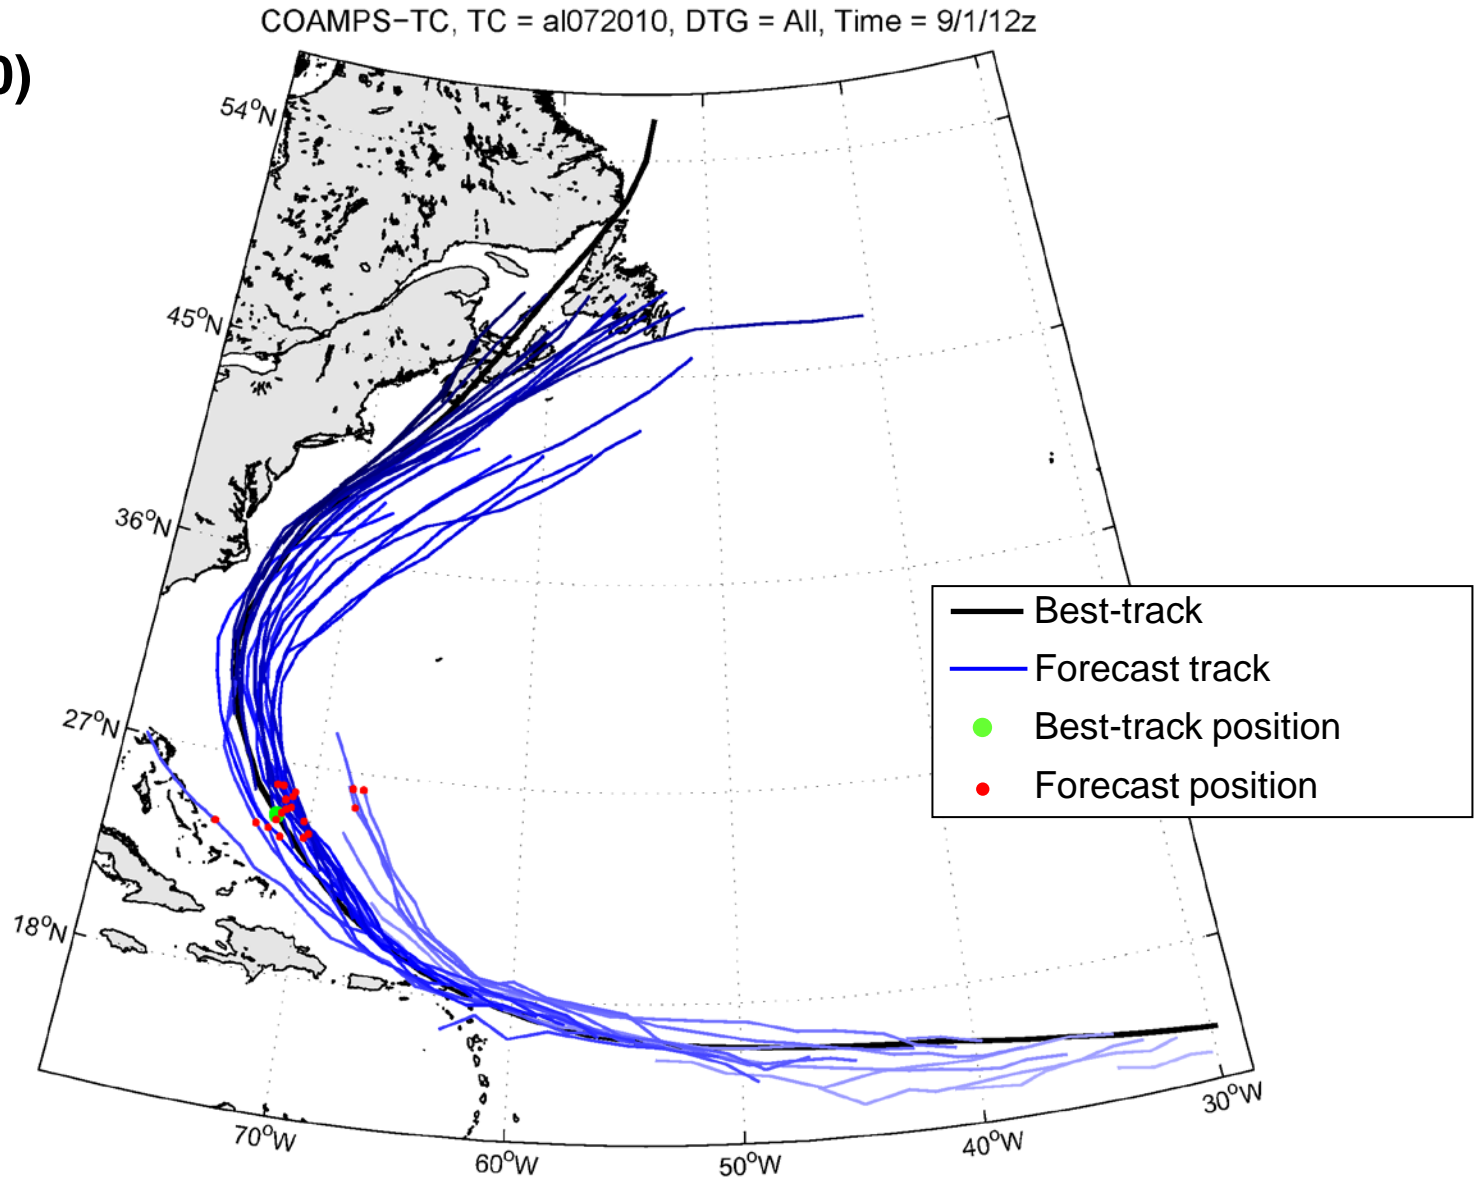 COAMPS−TC, TC = al072010, DTG = All, Time = 9/1/12z
0)
54°N
45°N
36°N
27°N
18°N
Best-track
Forecast track
Best-track position
Forecast position
70°W
60°W
50°W
40°W
30°W